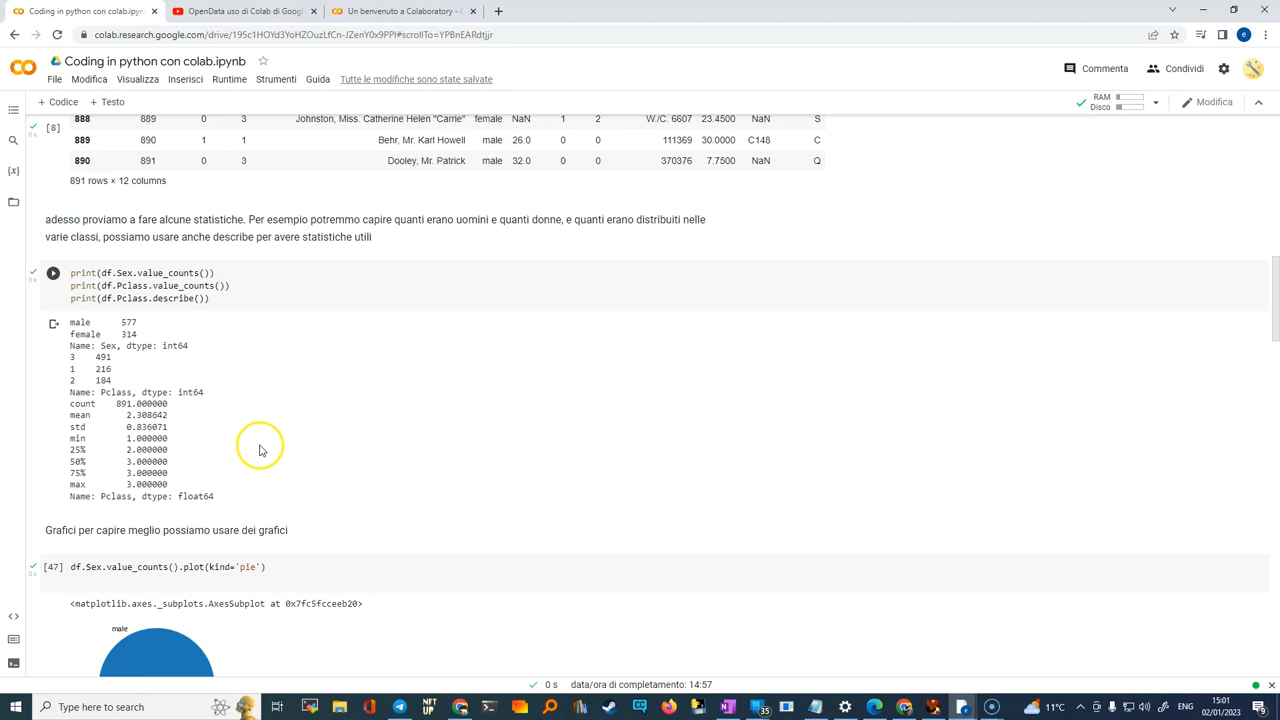 Coding in python con colab.ipynb
OpenData uso di Colab di Google
Un benvenuto a Colaboratory - C
colab.research.google.com/drive/195c1HOYd3YoHZOuzLfCn-JZenY0x9PPI#scrollTo=YPBnEARdtjjr
e
CO
Coding in python con colab.ipynb
File Modifica Visualizza Inserisci Runtime Strumenti Guida Tutte le modifiche sono state salvate
Commenta
Condividi
+ Codice + Testo
RAM
Disco
Modifica
[8]
888 889 0 3 Johnston, Miss. Catherine Helen "Carrie" female NaN 1 2 W./C. 6607 23.4500 NaN S
889 890 1 1 Behr, Mr. Karl Howell male 26.0 0 0 111369 30.0000 C148 C
890 891 0 3 Dooley, Mr. Patrick male 32.0 0 0 370376 7.7500 NaN Q
891 rows × 12 columns
adesso proviamo a fare alcune statistiche. Per esempio potremmo capire quanti erano uomini e quanti donne, e quanti erano distribuiti nelle
varie classi, possiamo usare anche describe per avere statistiche utili
0 s
print(df.Sex.value_counts())
print(df.Pclass.value_counts())
print(df.Pclass.describe())
male 577
female 314
Name: Sex, dtype: int64
3 491
1 216
2 184
Name: Pclass, dtype: int64
count 891.000000
mean 2.308642
std 0.836071
min 1.000000
25% 2.000000
50% 3.000000
75% 3.000000
max 3.000000
Name: Pclass, dtype: float64
Grafici per capire meglio possiamo usare dei grafici
[47] df.Sex.value_counts().plot(kind='pie')
0 s
<matplotlib.axes._subplots.AxesSubplot at 0x7fc5fcceeb20>
male
0 s data/ora di completamento: 14:57
Type here to search
NFT
UP
35
11°C
15:01
02/01/2023